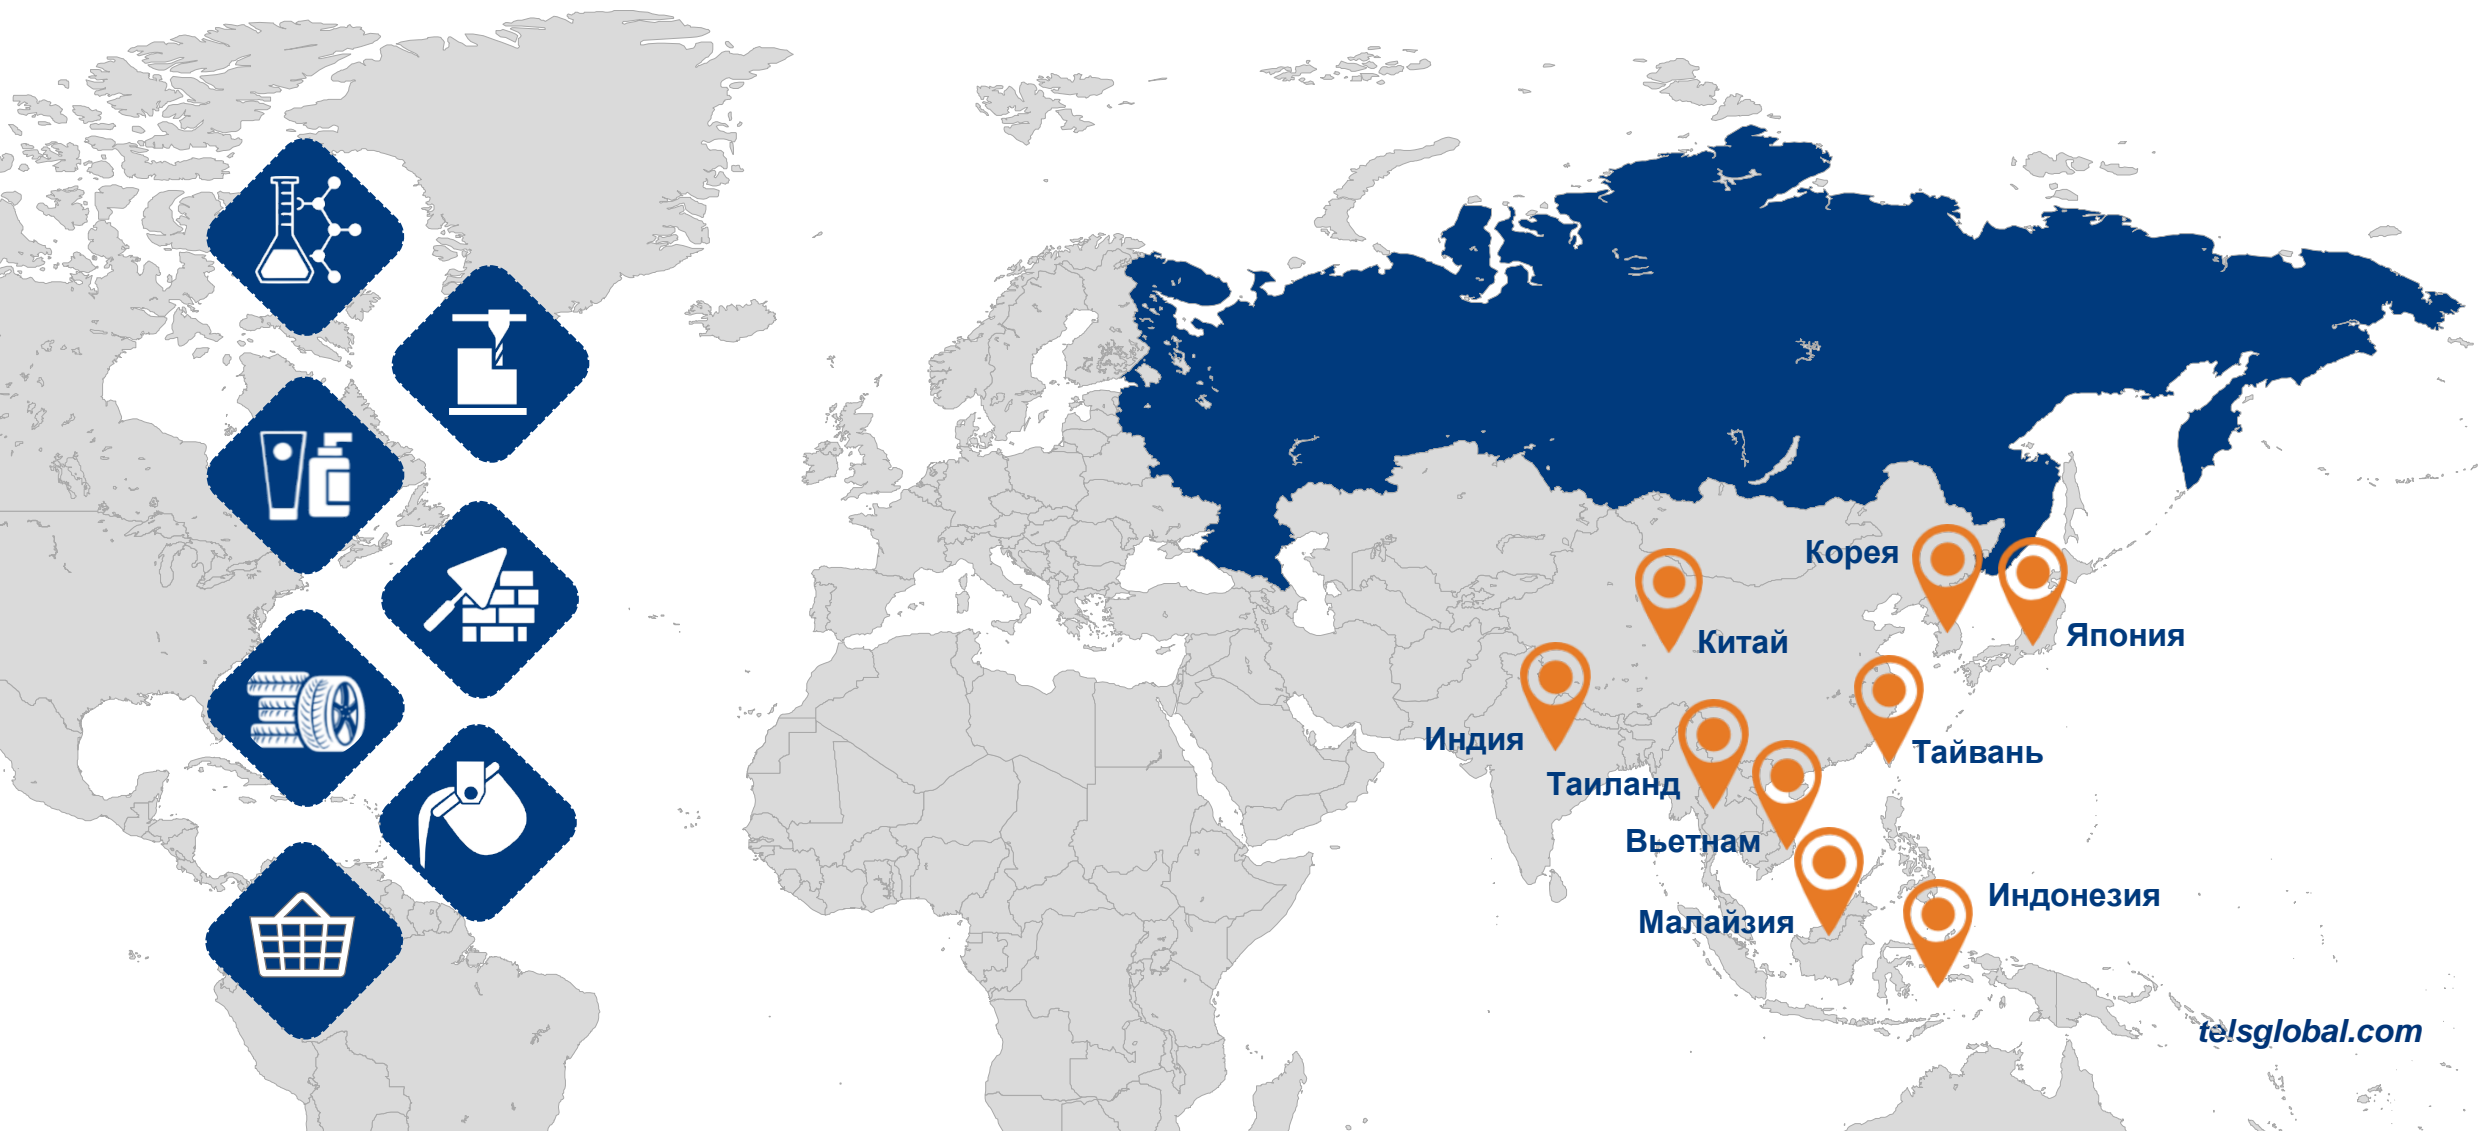 Корея
Китай
Япония
Индия
Тайвань
Таиланд
Вьетнам
Индонезия
Малайзия
telsglobal.com